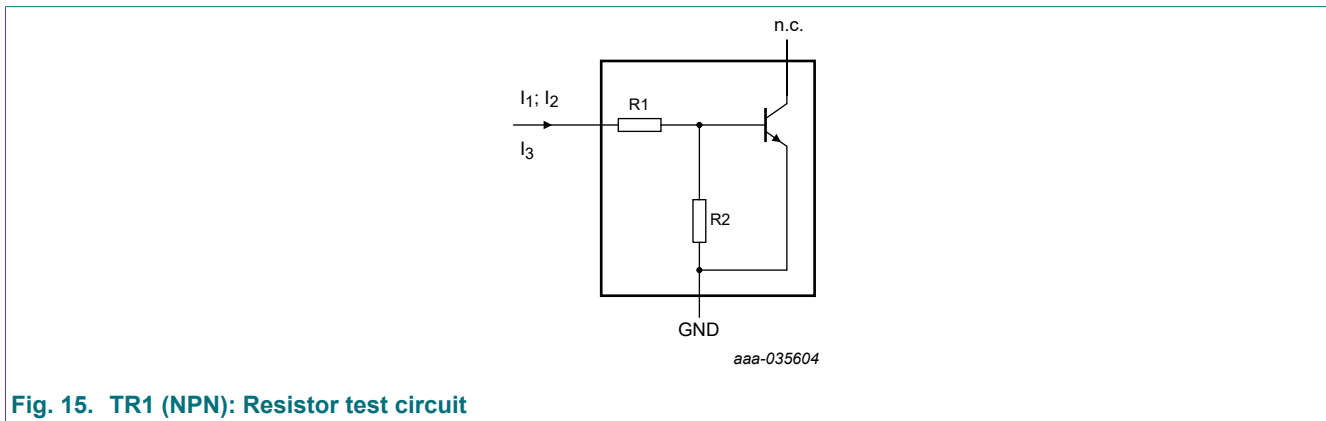 n.c.
I1; I2
R1
I3
R2
GND
aaa-035604
Fig. 15. TR1 (NPN): Resistor test circuit